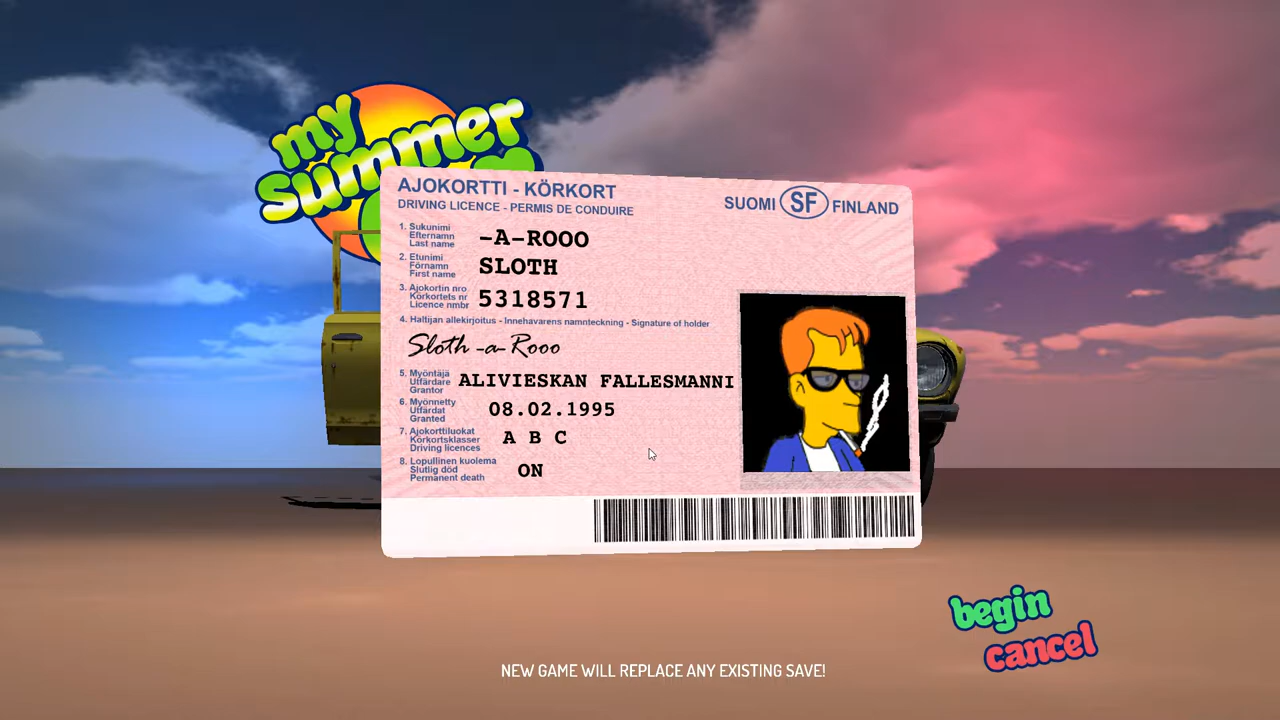 my
summer
AJOKORTTI - KÖRKORT
DRIVING LICENCE - PERMIS DE CONDUIRE
SUOMI SF FINLAND
1. Sukunimi
Efternamn
Last name
-A-ROOO
2. Etunimi
Förnamn
First name
SLOTH
3. Ajokortin nro
Körkortets nr
Licence nmbr
5318571
4. Haltijan allekirjoitus - Innehavarens namnteckning - Signature of holder
Sloth -a- Rooo
5. Myöntäjä
Utfärdare
Grantor
ALIVIESKAN FALLESMANNI
6. Myönnetty
Utfärdat
Granted
08.02.1995
7. Ajokorttiluokat
Körkortsklasser
Driving licences
A B C
8. Lopullinen kuolema
Slutlig död
Permanent death
ON
begin
cancel
NEW GAME WILL REPLACE ANY EXISTING SAVE!